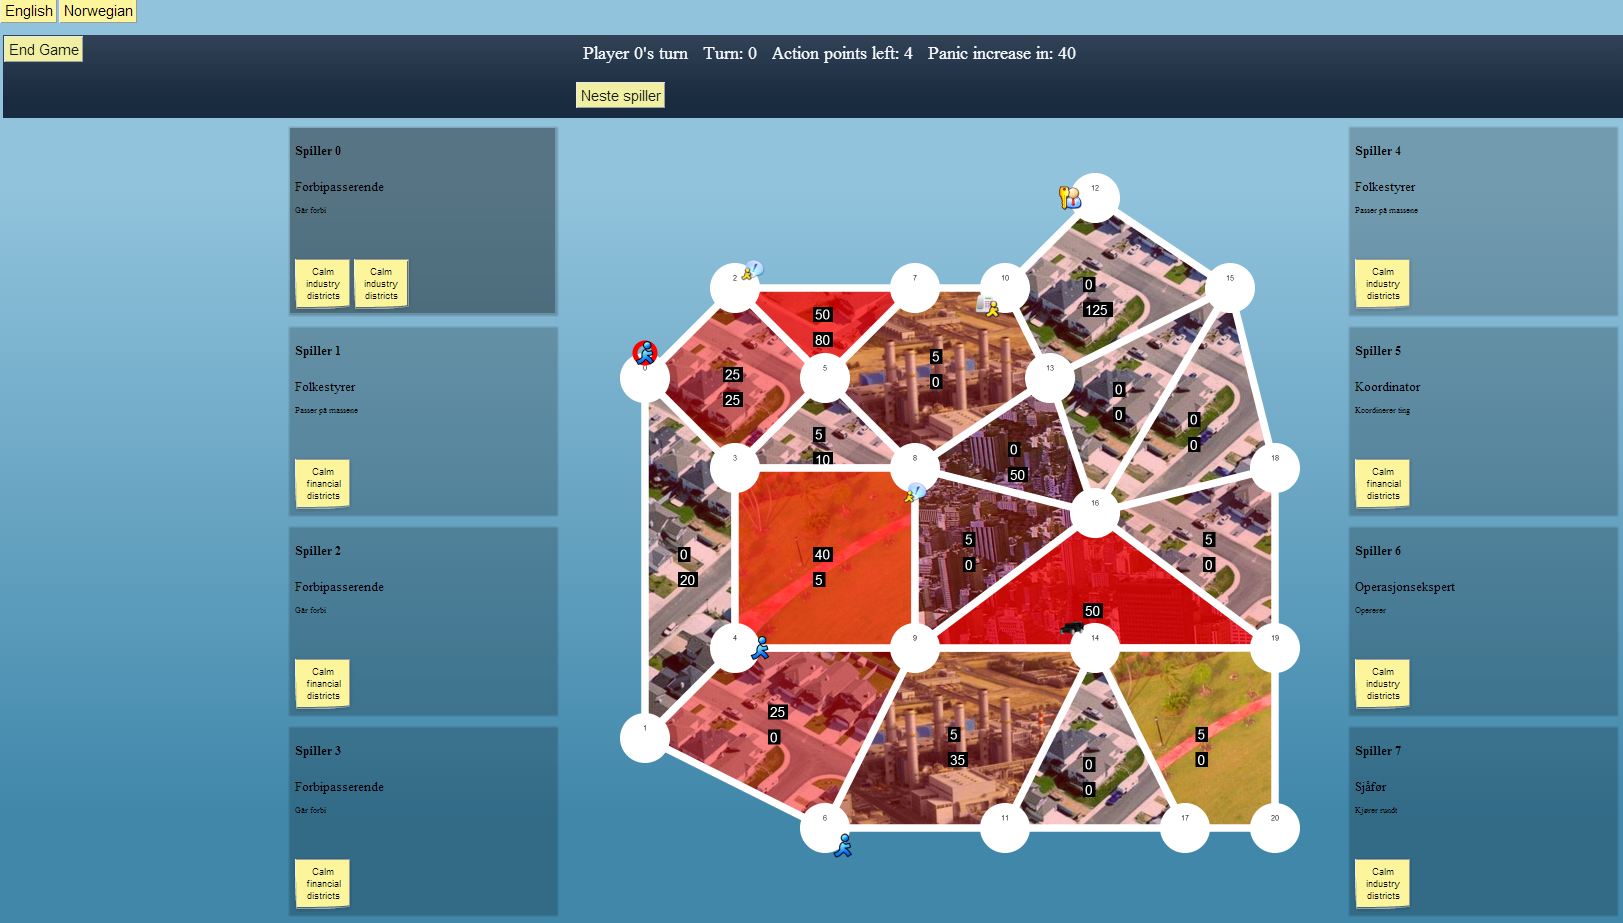 English Norwegian
End Game
Player 0's turn Turn: 0 Action points left: 4 Panic increase in: 40
Neste spiller
Spiller 0
Forbipasserende
Går forbi
Calm
industry
districts
Calm
industry
districts
Spiller 1
Folkestyrer
Passer på massene
Calm
financial
districts
Spiller 2
Forbipasserende
Går forbi
Calm
financial
districts
Spiller 3
Forbipasserende
Går forbi
Calm
financial
districts
12
0
125
2
7
10
15
50
80
5
0
0
5
13
25
25
0
0
0
0
5
10
3
8
0
50
18
16
0
20
40
5
5
0
5
0
50
4
9
14
19
25
0
1
5
35
0
0
5
0
6
11
17
20
Spiller 4
Folkestyrer
Passer på massene
Calm
industry
districts
Spiller 5
Koordinator
Koordinerer ting
Calm
financial
districts
Spiller 6
Operasjonsekspert
Opererer
Calm
industry
districts
Spiller 7
Sjåfør
Kjører rundt
Calm
industry
districts